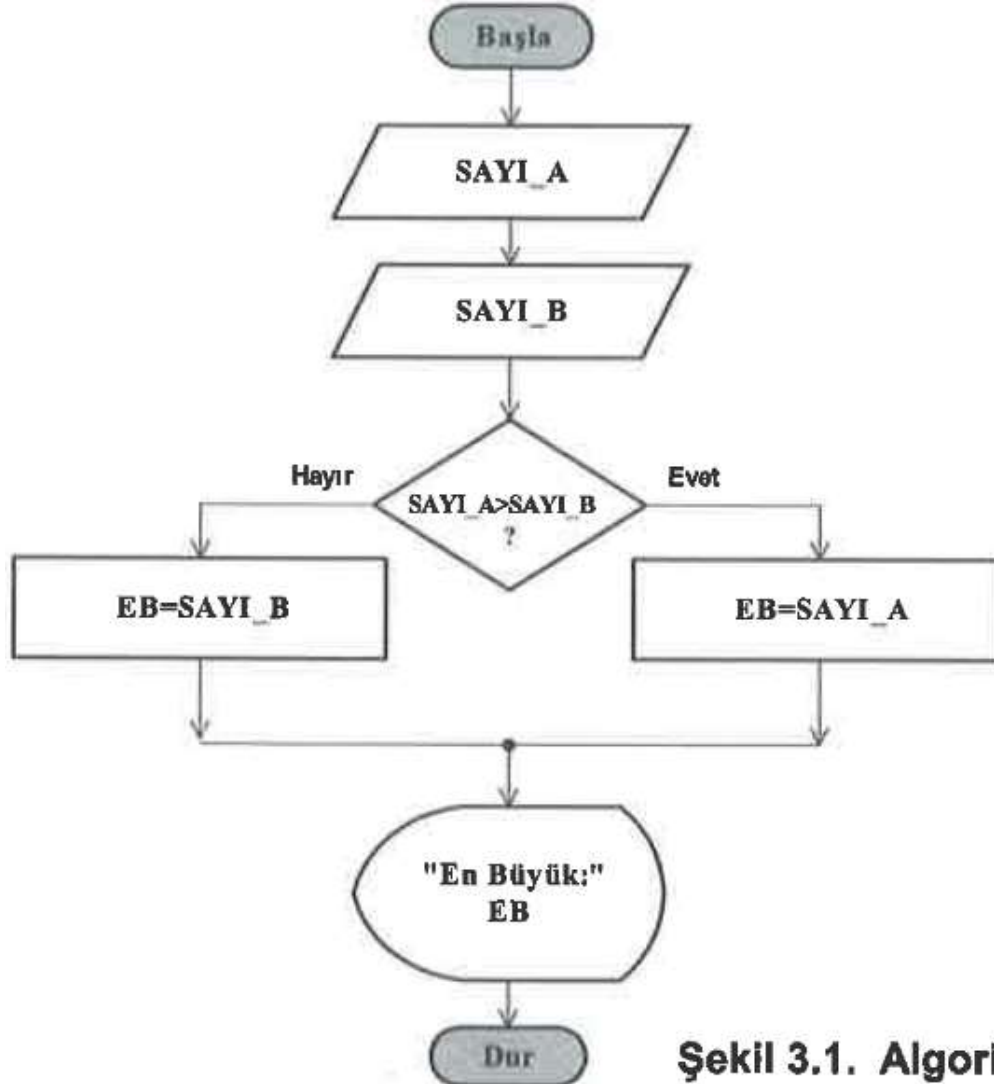 Başla
SAYI_A
SAYI_B
Hayır
Evet
SAYI_A>SAYI_B
?
EB=SAYI_B
EB=SAYI_A
"En Büyük:"
EB
Dur
Şekil 3.1. Algori